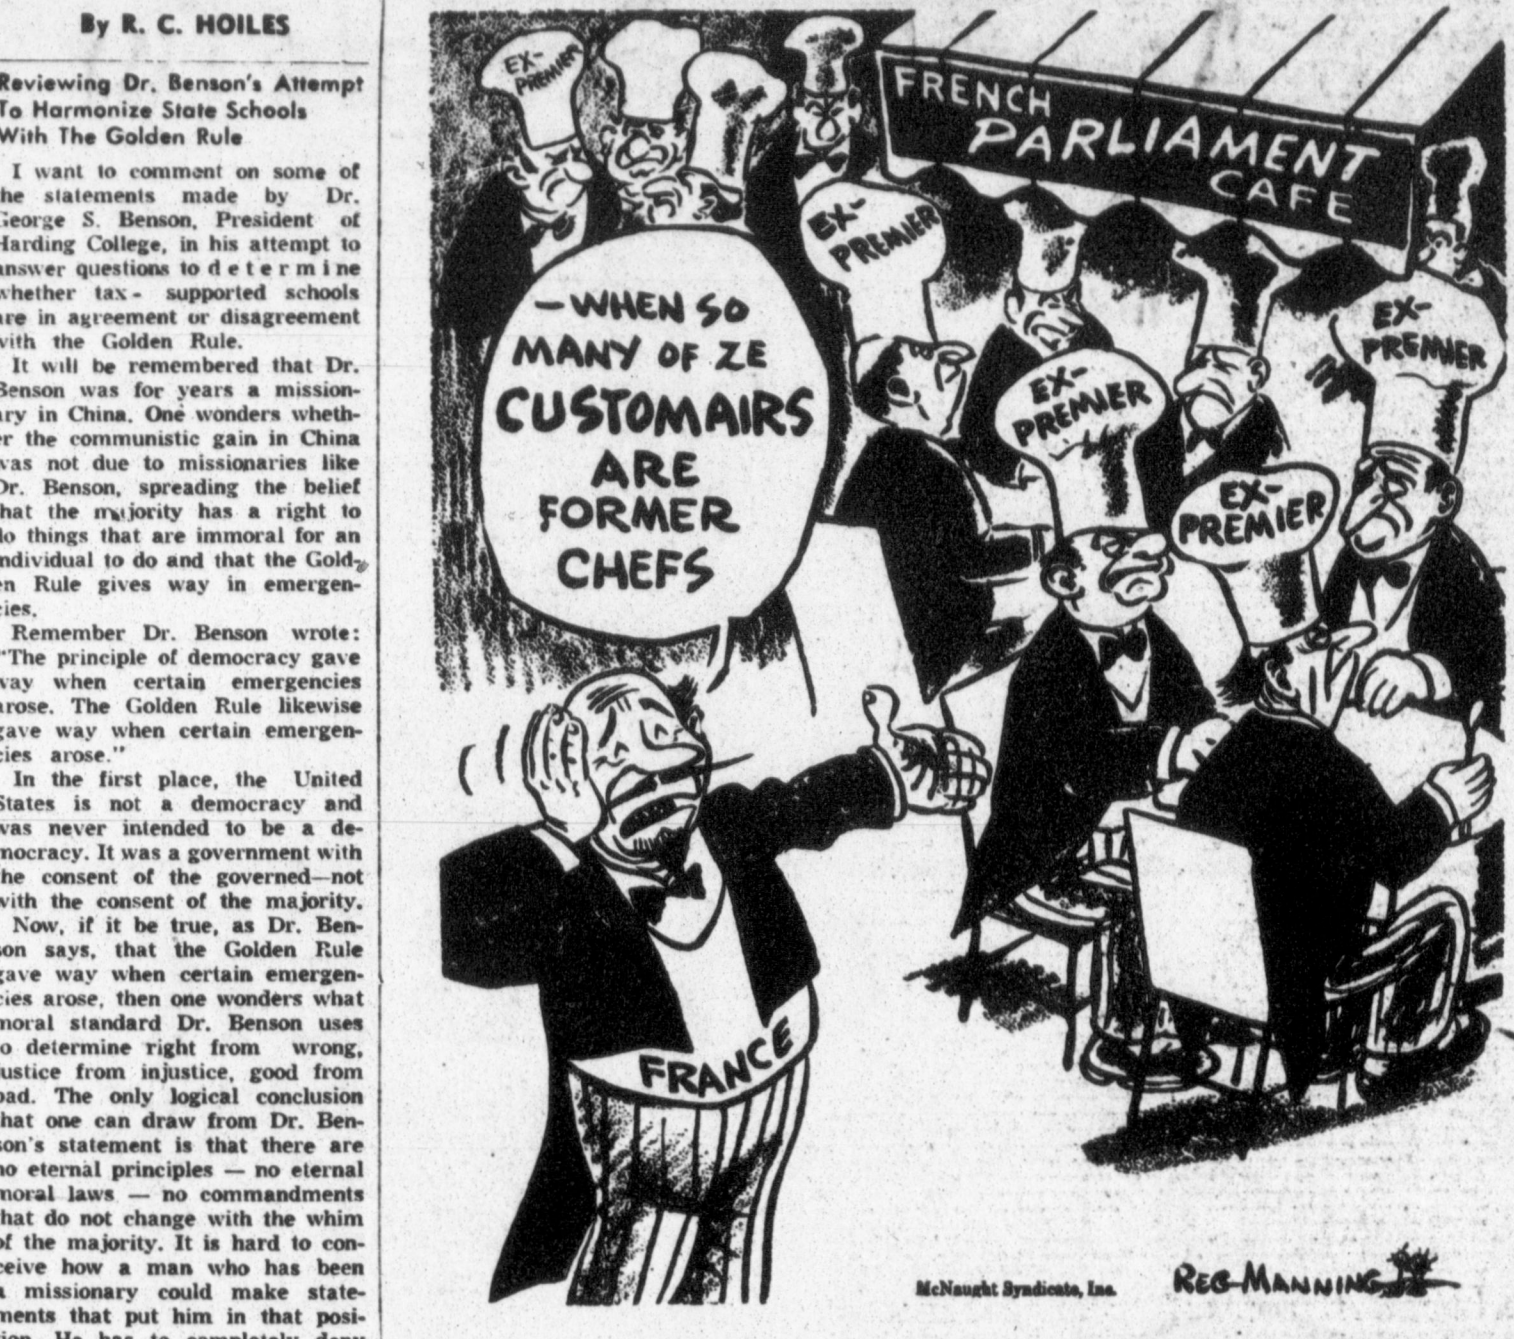 By R. C. HOILES
Reviewing Dr. Benson's Attempt
To Harmonize State Schools
With The Golden Rule
I want to comment on some of
the statements made by Dr.
George S. Benson, President of
Harding College, in his attempt to
answer questions to determine
whether tax- supported schools
are in agreement or disagreement
with the Golden Rule.
It will be remembered that Dr.
Benson was for years a mission-
ary in China. One wonders wheth-
er the communistic gain in China
was not due to missionaries like
Dr. Benson, spreading the belief
that the majority has a right to
do things that are immoral for an
individual to do and that the Gold-
en Rule gives way in emergen-
cies.
Remember Dr. Benson wrote:
"The principle of democracy gave
way when certain emergencies
arose. The Golden Rule likewise
gave way when certain emergen-
cies arose."
In the first place, the United
States is not a democracy and
was never intended to be a de-
mocracy. It was a government with
the consent of the governed—not
with the consent of the majority.
Now, if it be true, as Dr. Ben-
son says, that the Golden Rule
gave way when certain emergen-
cies arose, then one wonders what
moral standard Dr. Benson uses
to determine right from wrong,
justice from injustice, good from
bad. The only logical conclusion
that one can draw from Dr. Ben-
son's statement is that there are
no eternal principles — no eternal
moral laws — no commandments
that do not change with the whim
of the majority. It is hard to con-
ceive how a man who has been
a missionary could make state-
ments that put him in that posi-
EX-
PREMIER
FRENCH
PARLIAMENT
CAFE
EX-
PREMIER
EX-
PREMIER
EX-
PREMIER
EX-
PREMIER
—WHEN SO
MANY OF ZE
CUSTOMAIRS
ARE
FORMER
CHEFS
FRANCE
McNaught Syndicate, Inc.
REG MANNING